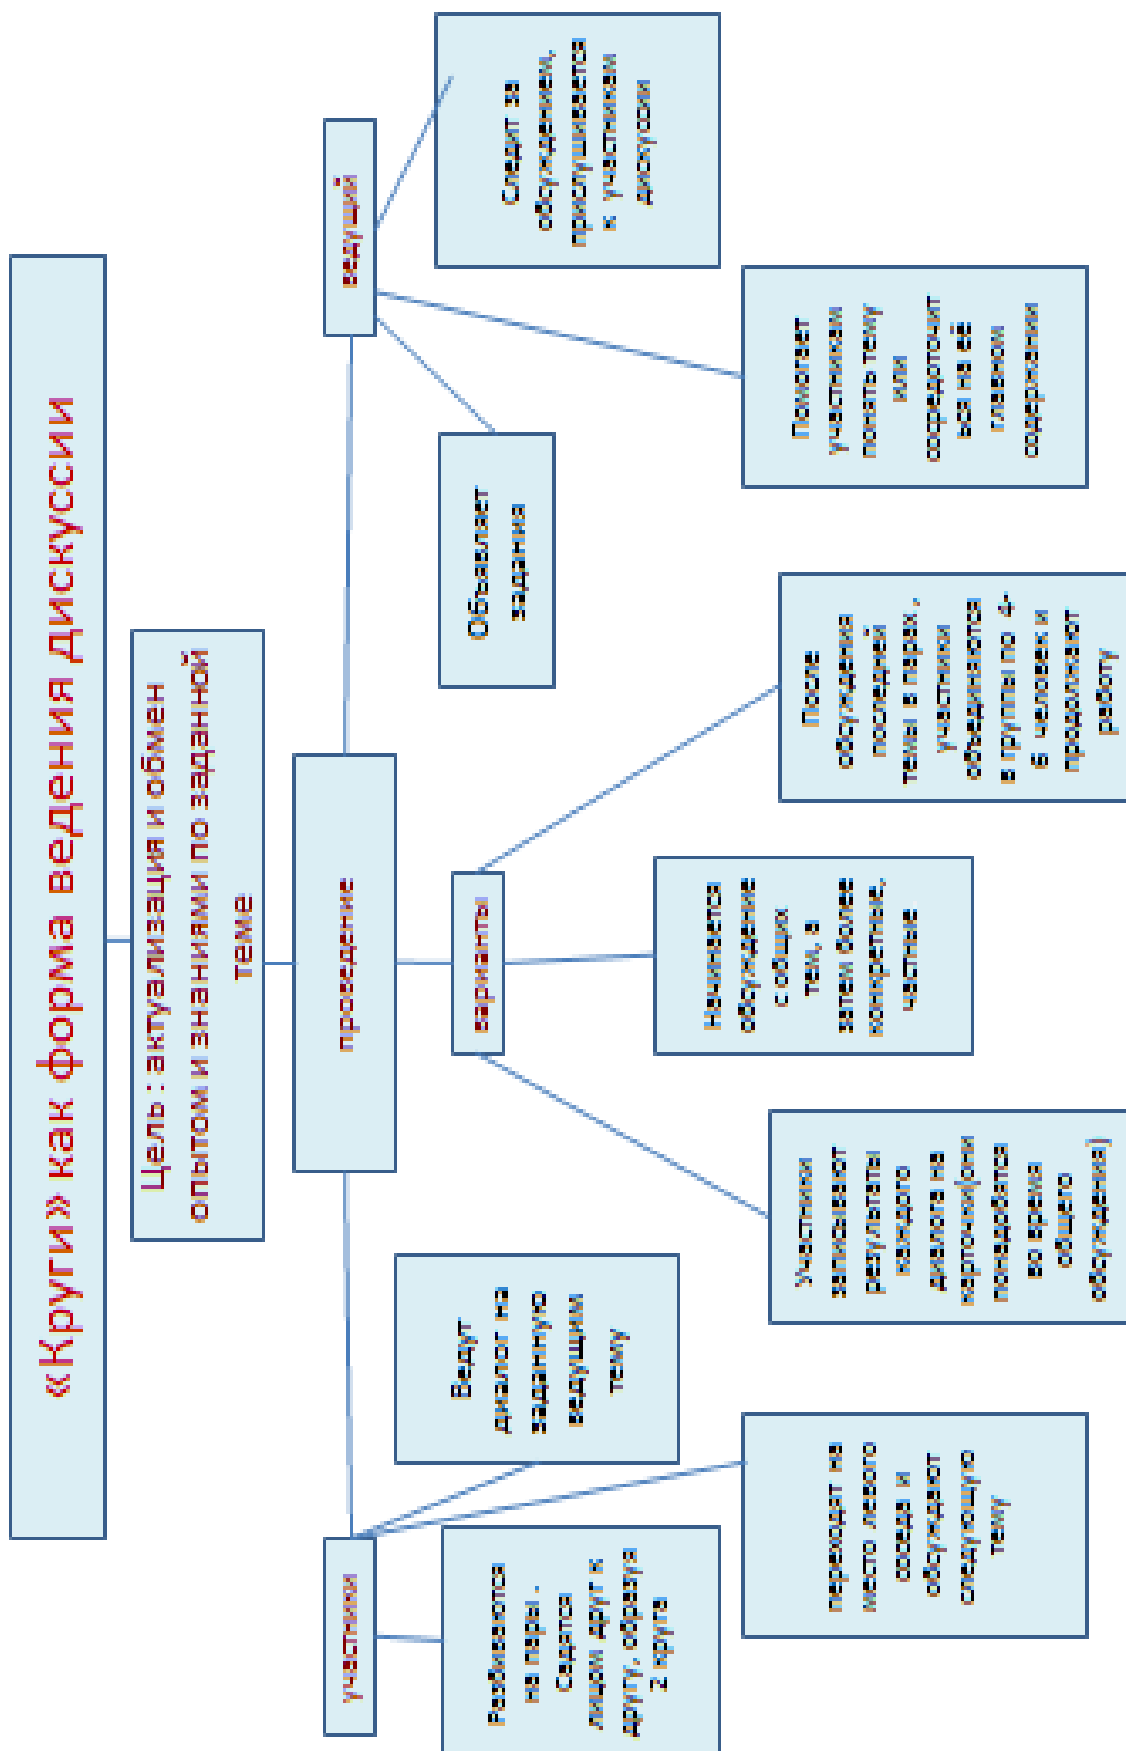 «Круги» как форма ведения дискуссии
Цель : актуализация и обмен
опытом и знаниями по заданной
теме
проведение
участники
Разбиваются
на пары .
Садятся
лицом друг к
другу, образуя
2 круга
Ведут
диалог на
заданную
ведущим
тему
переходят на
место левого
соседа и
обсуждают
следующую
тему
варианты
Участники
записывают
результаты
каждого
диалога на
карточки(они
понадобятся
во время
общего
обсуждения)
Начинается
обсуждение
с общих
тем, а
затем более
конкретные,
частные
После
обсуждения
последней
темы в парах ,
участники
объединяются
в группы по 4-
6 человек и
продолжают
работу
ведущий
Объявляет
задания
Помогает
участникам
понять тему
или
сосредоточит
ься на её
главном
содержании
Следит за
обсуждением,
прислушивается
к участникам
дискуссии